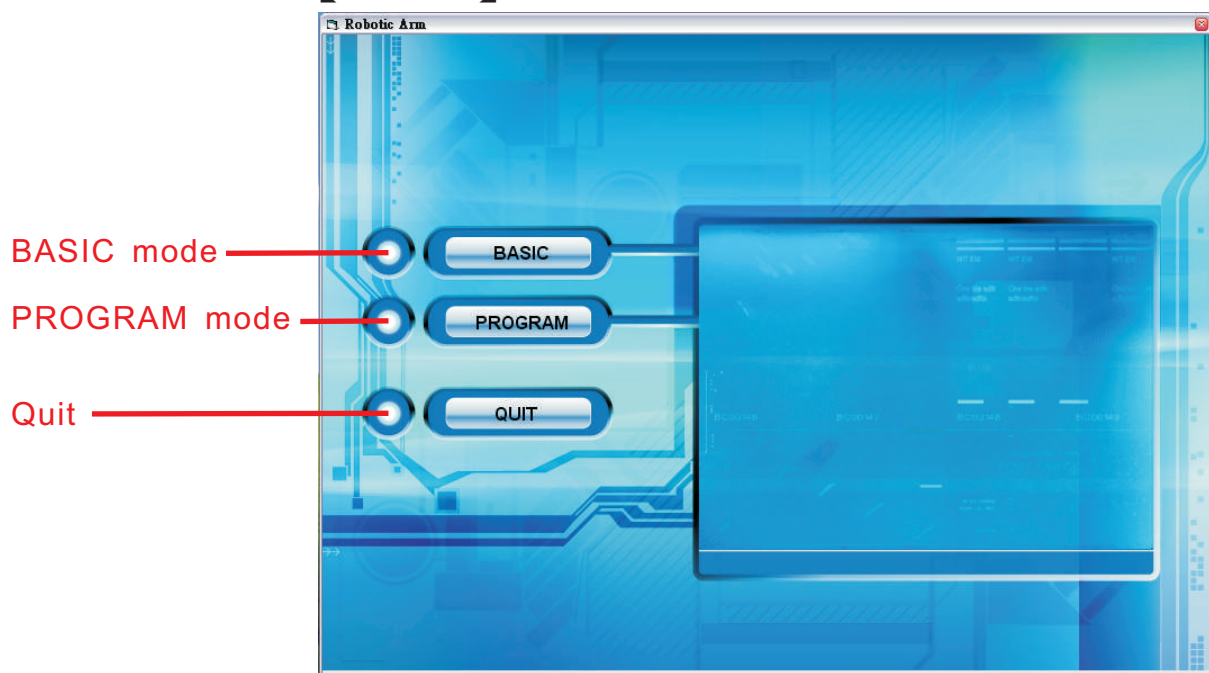 Robotic Arm
BASIC mode
BASIC
PROGRAM mode
PROGRAM
Quit
QUIT